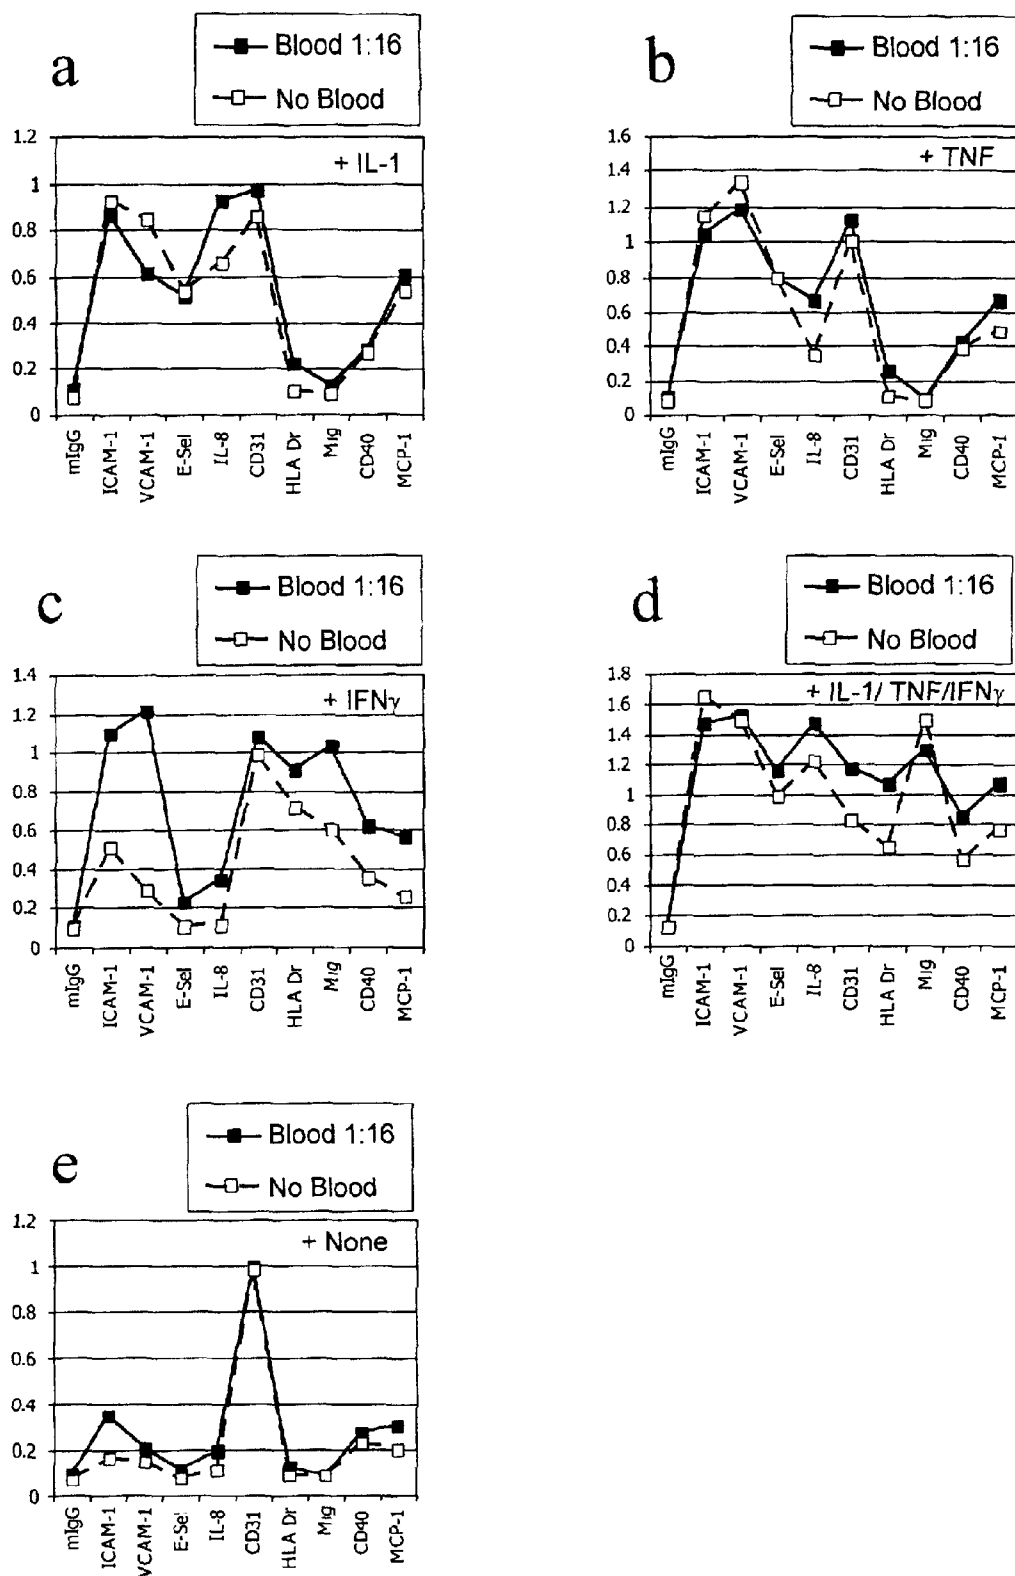 a
Blood 1:16
No Blood
+ IL-1
1.2
1
0.8
0.6
0.4
0.2
0
mIgG
ICAM-1
VCAM-1
E-Sel
IL-8
CD31
HLA Dr
Mig
CD40
MCP-1
b
Blood 1:16
No Blood
+ TNF
1.6
1.4
1.2
1
0.8
0.6
0.4
0.2
0
mIgG
ICAM-1
VCAM-1
E-Sel
IL-8
CD31
HLA Dr
Mig
CD40
MCP-1
c
Blood 1:16
No Blood
+ IFNγ
1.4
1.2
1
0.8
0.6
0.4
0.2
0
mIgG
ICAM-1
VCAM-1
E-Sel
IL-8
CD31
HLA Dr
Mig
CD40
MCP-1
d
Blood 1:16
No Blood
+ IL-1/ TNF/IFNγ
1.8
1.6
1.4
1.2
1
0.8
0.6
0.4
0.2
0
mIgG
ICAM-1
VCAM-1
E-Sel
IL-8
CD31
HLA Dr
Mig
CD40
MCP-1
e
Blood 1:16
No Blood
+ None
1.2
1
0.8
0.6
0.4
0.2
0
mIgG
ICAM-1
VCAM-1
E-Sel
IL-8
CD31
HLA Dr
Mig
CD40
MCP-1